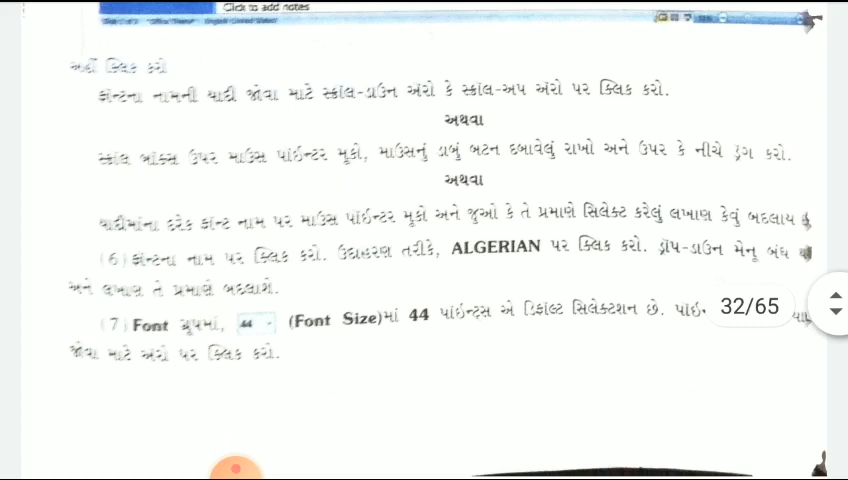 Click to add notes
અહીં ક્લિક કરો
ફૉન્ટના નામની યાદી જોવા માટે સ્ક્રૉલ-ડાઉન ઍરો કે સ્ક્રૉલ-અપ ઍરો પર ક્લિક કરો.
અથવા
સ્ક્રૉલ બૉક્સ ઉપર માઉસ પૉઇન્ટર મૂકો, માઉસનું ડાબું બટન દબાવેલું રાખો અને ઉપર કે નીચે ડ્રૅગ કરો.
અથવા
યાદીમાંના દરેક ફૉન્ટ નામ પર માઉસ પૉઇન્ટર મૂકો અને જુઓ કે તે પ્રમાણે સિલેક્ટ કરેલું લખાણ કેવું બદલાય
(6) ફૉન્ટના નામ પર ક્લિક કરો. ઉદાહરણ તરીકે, ALGERIAN પર ક્લિક કરો. ડ્રૉપ-ડાઉન મેનૂ બંધ
અને લખાણ તે પ્રમાણે બદલાશે.
(7) Font ગ્રૂપમાં, 44 (Font Size)માં 44 પૉઇન્ટ્સ એ ડિફૉલ્ટ સિલેક્ટશન છે. 32/65
જોવા માટે ઍરો પર ક્લિક કરો.